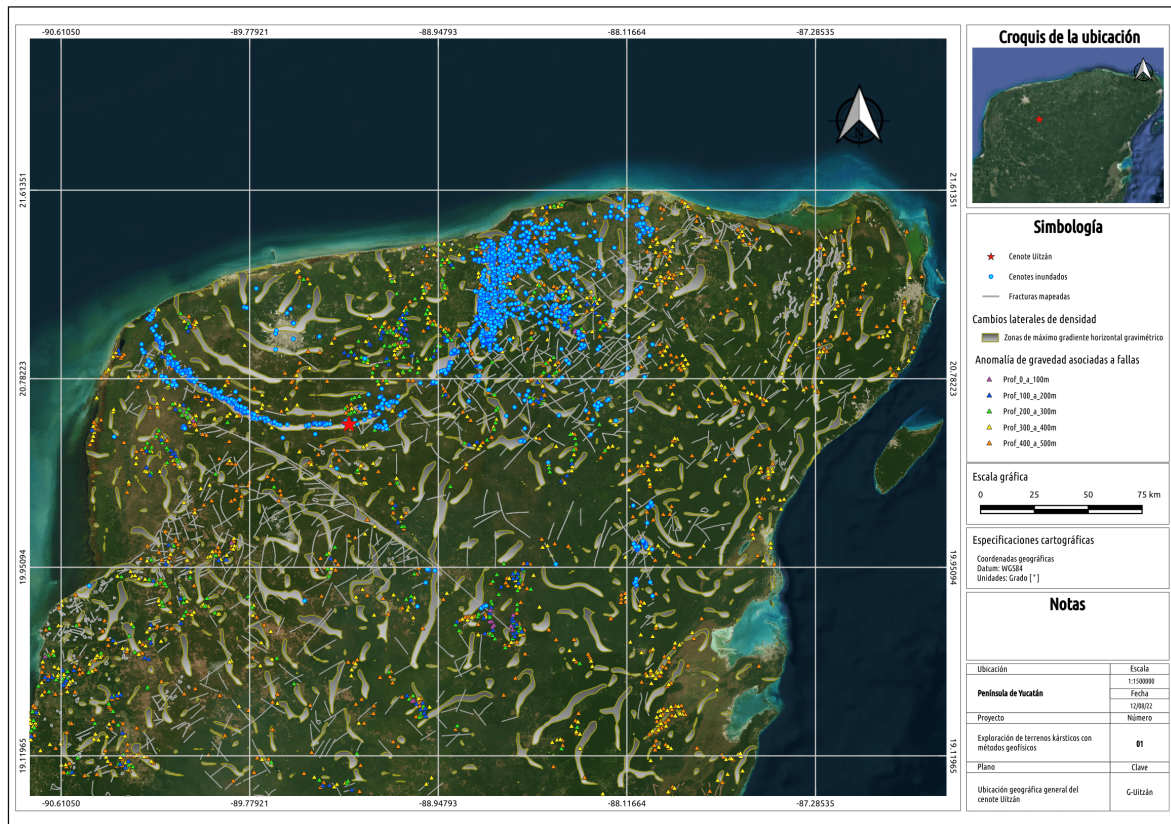 -90.61050 -89.77921 -88.94793 -88.11664 -87.28535
21.61351 21.61351
20.78223 20.78223
19.95094 19.95094
19.11965 19.11965
N
-90.61050 -89.77921 -88.94793 -88.11664 -87.28535
Croquis de la ubicación
Simbología
Cenote Uitzán
Cenotes inundados
Fracturas mapeadas
Cambios laterales de densidad
Zonas de máximo gradiente horizontal gravimétrico
Anomalía de gravedad asociadas a fallas
Prof_0_a_100m
Prof_100_a_200m
Prof_200_a_300m
Prof_300_a_400m
Prof_400_a_500m
Escala gráfica
0 25 50 75 km
Especificaciones cartográficas
Coordenadas geográficas
Datum: WGS84
Unidades: Grado [°]
Notas
Ubicación Escala
Península de Yucatán 1:1500000
Fecha
12/08/22
Proyecto Número
Exploración de terrenos kársticos con
métodos geofísicos 01
Plano Clave
Ubicación geográfica general del
cenote Uitzán G-Uitzán